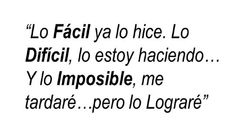 “Lo Fácil ya lo hice. Lo
Difícil, lo estoy haciendo…
Y lo Imposible, me
tardaré…pero lo Lograré”